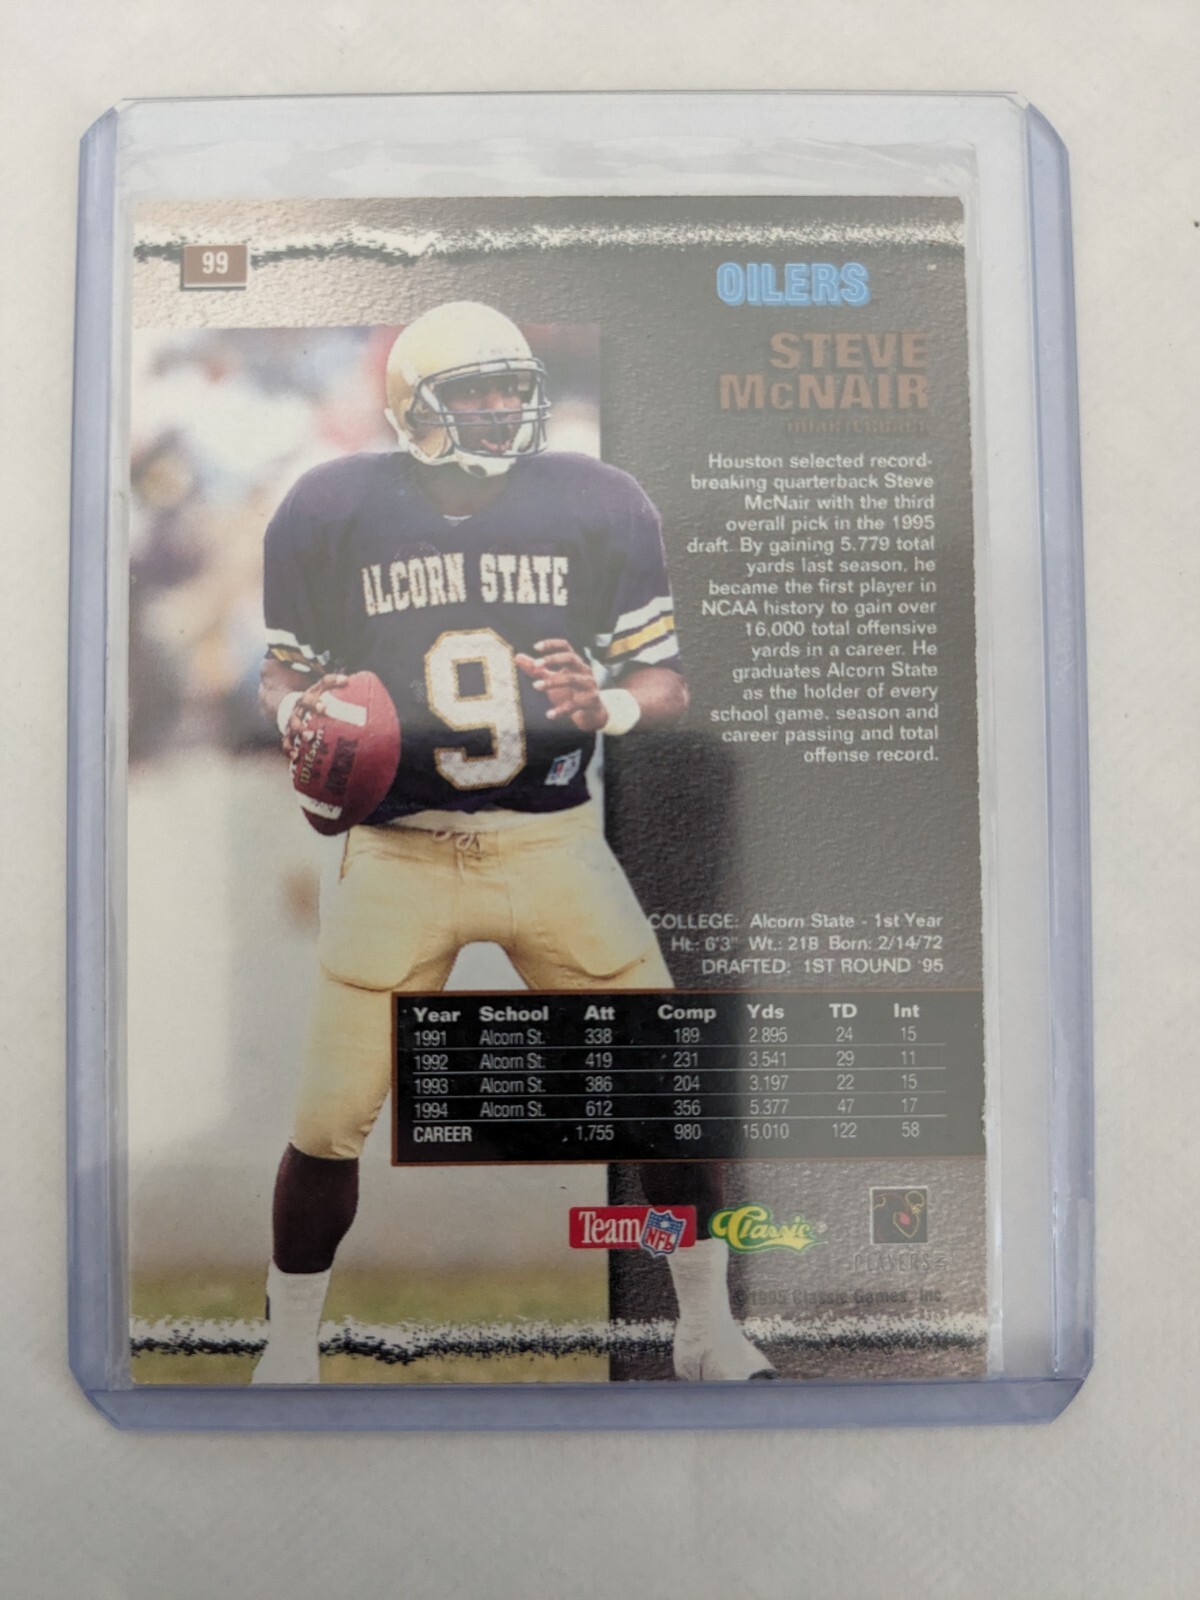 99
OILERS
STEVE
McNAIR
QUARTERBACK
Houston selected record-
breaking quarterback Steve
McNair with the third
overall pick in the 1995
draft. By gaining 5,779 total
yards last season, he
became the first player in
NCAA history to gain over
16,000 total offensive
yards in a career. He
graduates Alcorn State
as the holder of every
school game, season and
career passing and total
offense record.
ALCORN STATE
9
Wilson
COLLEGE: Alcorn State - 1st Year
Ht.: 6'3" Wt.: 218 Born: 2/14/72
DRAFTED: 1ST ROUND '95
Year School Att Comp Yds TD Int
1991 Alcorn St. 338 189 2,895 24 15
1992 Alcorn St. 419 231 3,541 29 11
1993 Alcorn St. 386 204 3,197 22 15
1994 Alcorn St. 612 356 5,377 47 17
CAREER 1,755 980 15,010 122 58
Team NFL Classic®
PLAYERS
©1995 Classic Games, Inc.